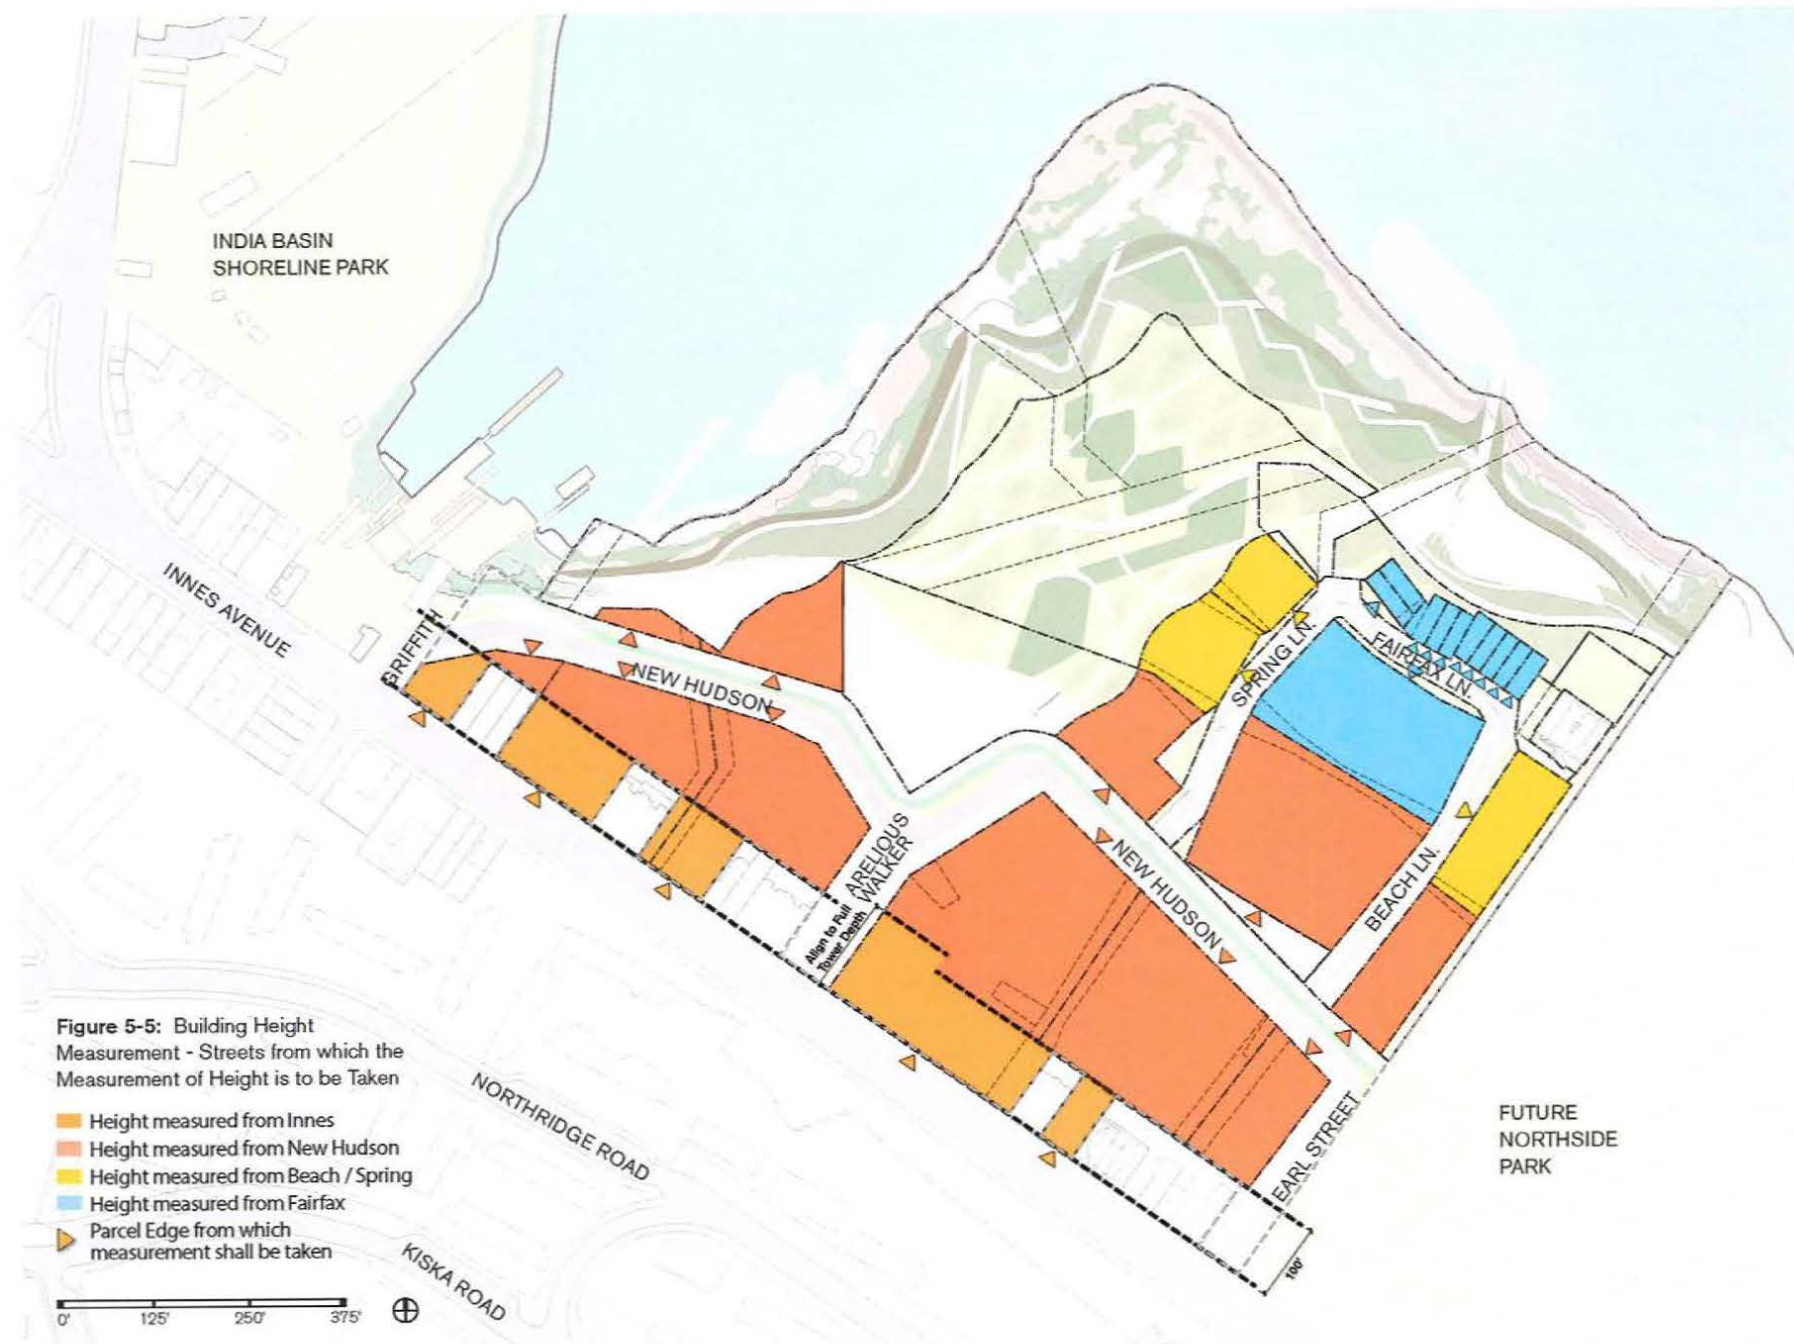 INDIA BASIN
SHORELINE PARK
INNES AVENUE
GRIFFITH
NEW HUDSON
SPRING LN.
FAIRFAX LN.
ARELIOUS
WALKER
Align to Full
Tower Depth
NEW HUDSON
BEACH LN.
EARL STREET
100'
FUTURE
NORTHSIDE
PARK
NORTHRIDGE ROAD
KISKA ROAD
Figure 5-5: Building Height
Measurement - Streets from which the
Measurement of Height is to be Taken
Height measured from Innes
Height measured from New Hudson
Height measured from Beach / Spring
Height measured from Fairfax
Parcel Edge from which
measurement shall be taken
0' 125' 250' 375'